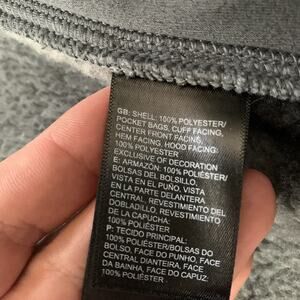 GB: SHELL: 100% POLYESTER/
POCKET BAGS, CUFF FACING,
CENTER FRONT FACING,
HEM FACING, HOOD FACING:
100% POLYESTER
EXCLUSIVE OF DECORATION
E: ARMAZÓN: 100% POLIÉSTER/
BOLSAS DEL BOLSILLO,
VISTA EN EL PUÑO, VISTA
EN LA PARTE DELANTERA
CENTRAL, REVESTIMIENTO DEL
DOBLADILLO, REVESTIMIENTO
DE LA CAPUCHA:
100% POLIÉSTER
P: TECIDO PRINCIPAL:
100% POLIÉSTER/BOLSAS DO
BOLSO, FACE DO PUNHO, FACE
CENTRAL DIANTEIRA, FACE DA
BAINHA, FACE DO CAPUZ:
100% POLIÉSTER